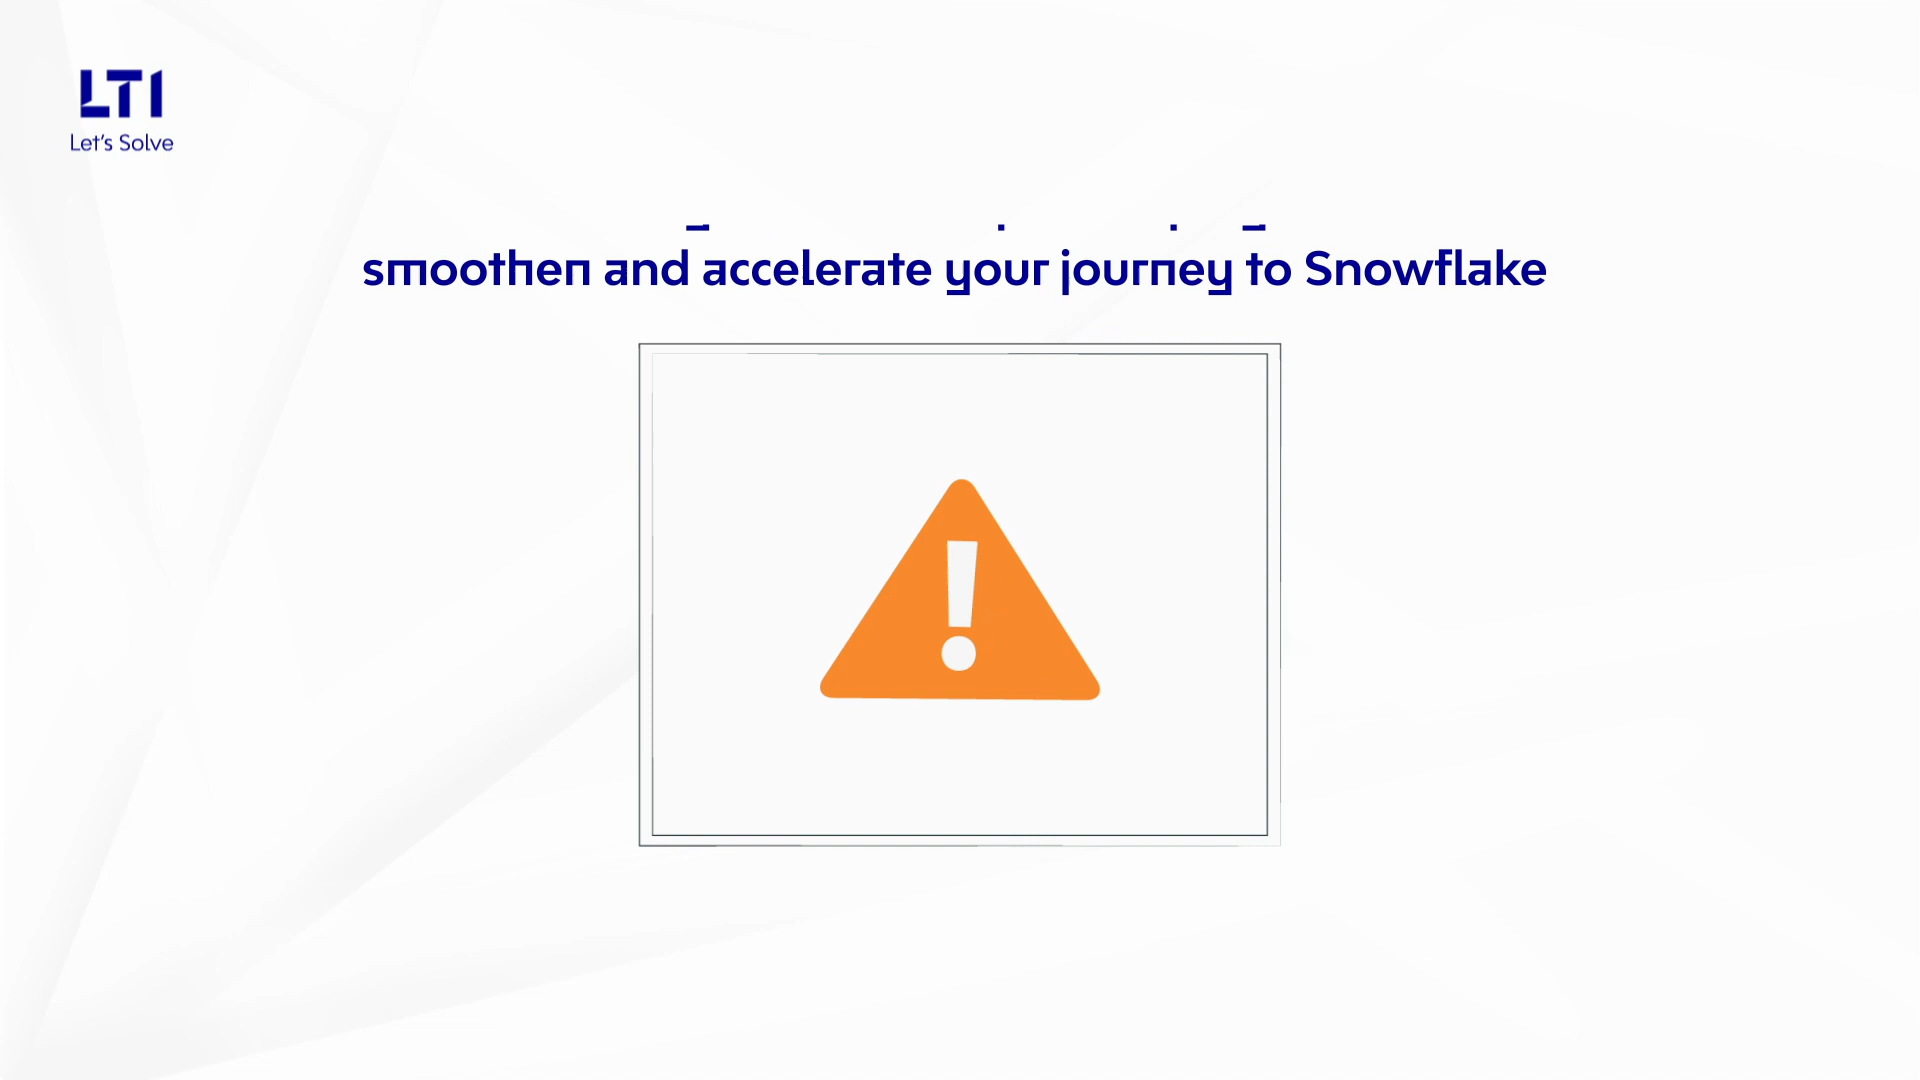 LTI
Let's Solve
smoothen and accelerate your journey to Snowflake
!